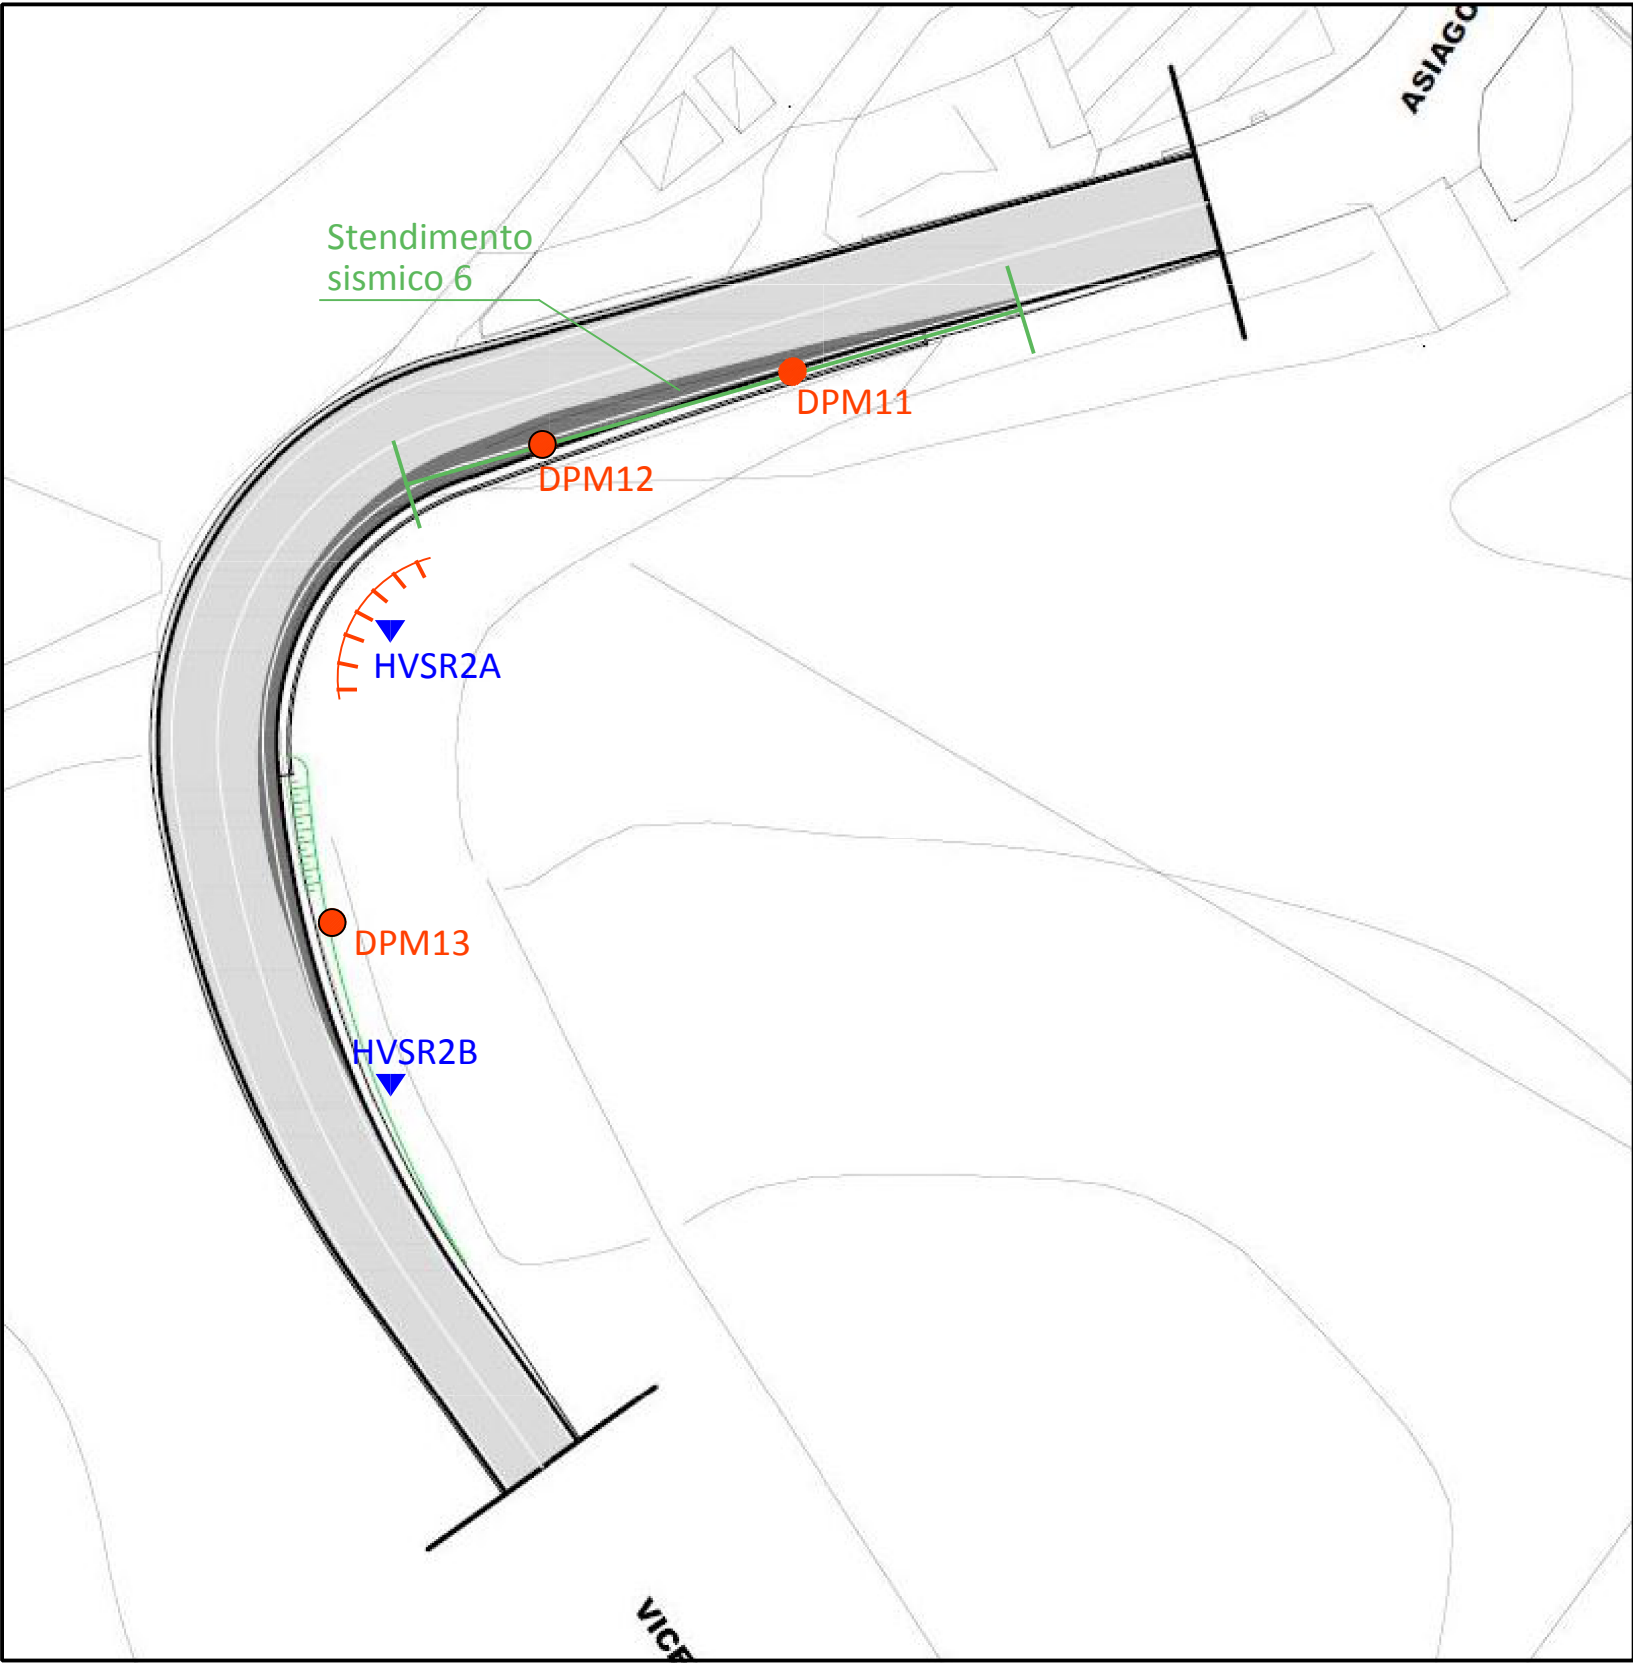 ASIAGO
Stendimento
sismico 6
DPM11
DPM12
HVSR2A
DPM13
HVSR2B